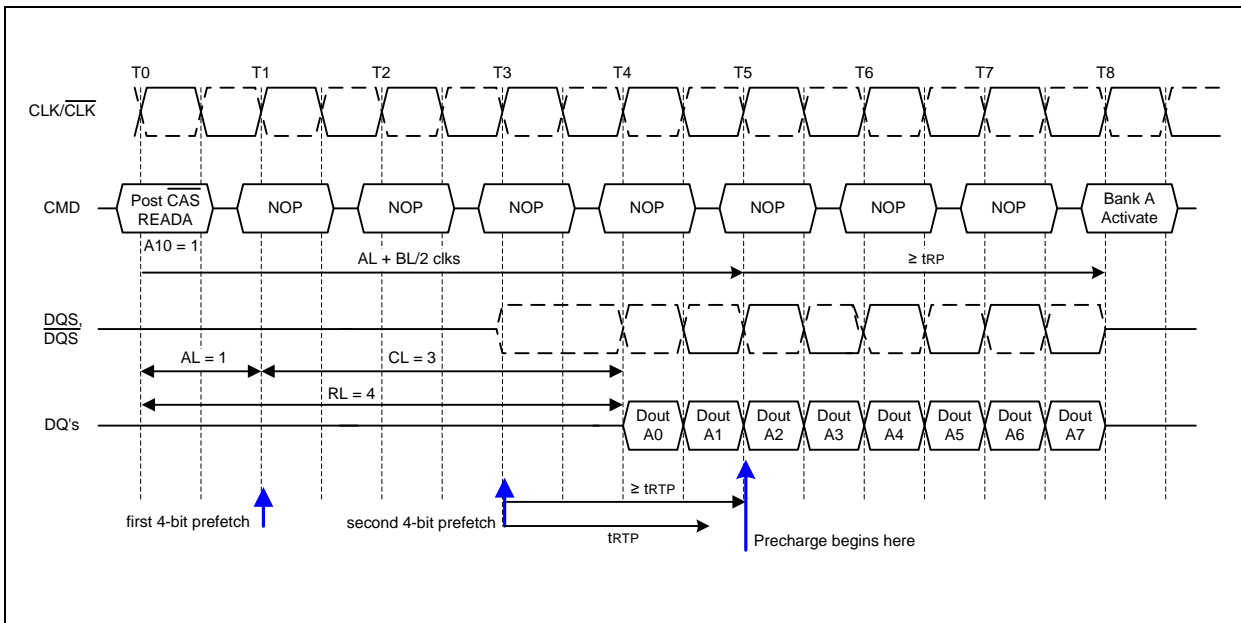 T0 T1 T2 T3 T4 T5 T6 T7 T8
CLK/CLK
CMD
Post CAS
READA
NOP NOP NOP NOP NOP NOP NOP
Bank A
Activate
A10 = 1
AL + BL/2 clks
≥ tRP
DQS,
DQS
AL = 1
CL = 3
RL = 4
DQ's
Dout
A0
Dout
A1
Dout
A2
Dout
A3
Dout
A4
Dout
A5
Dout
A6
Dout
A7
≥ tRTP
first 4-bit prefetch
second 4-bit prefetch
tRTP
Precharge begins here